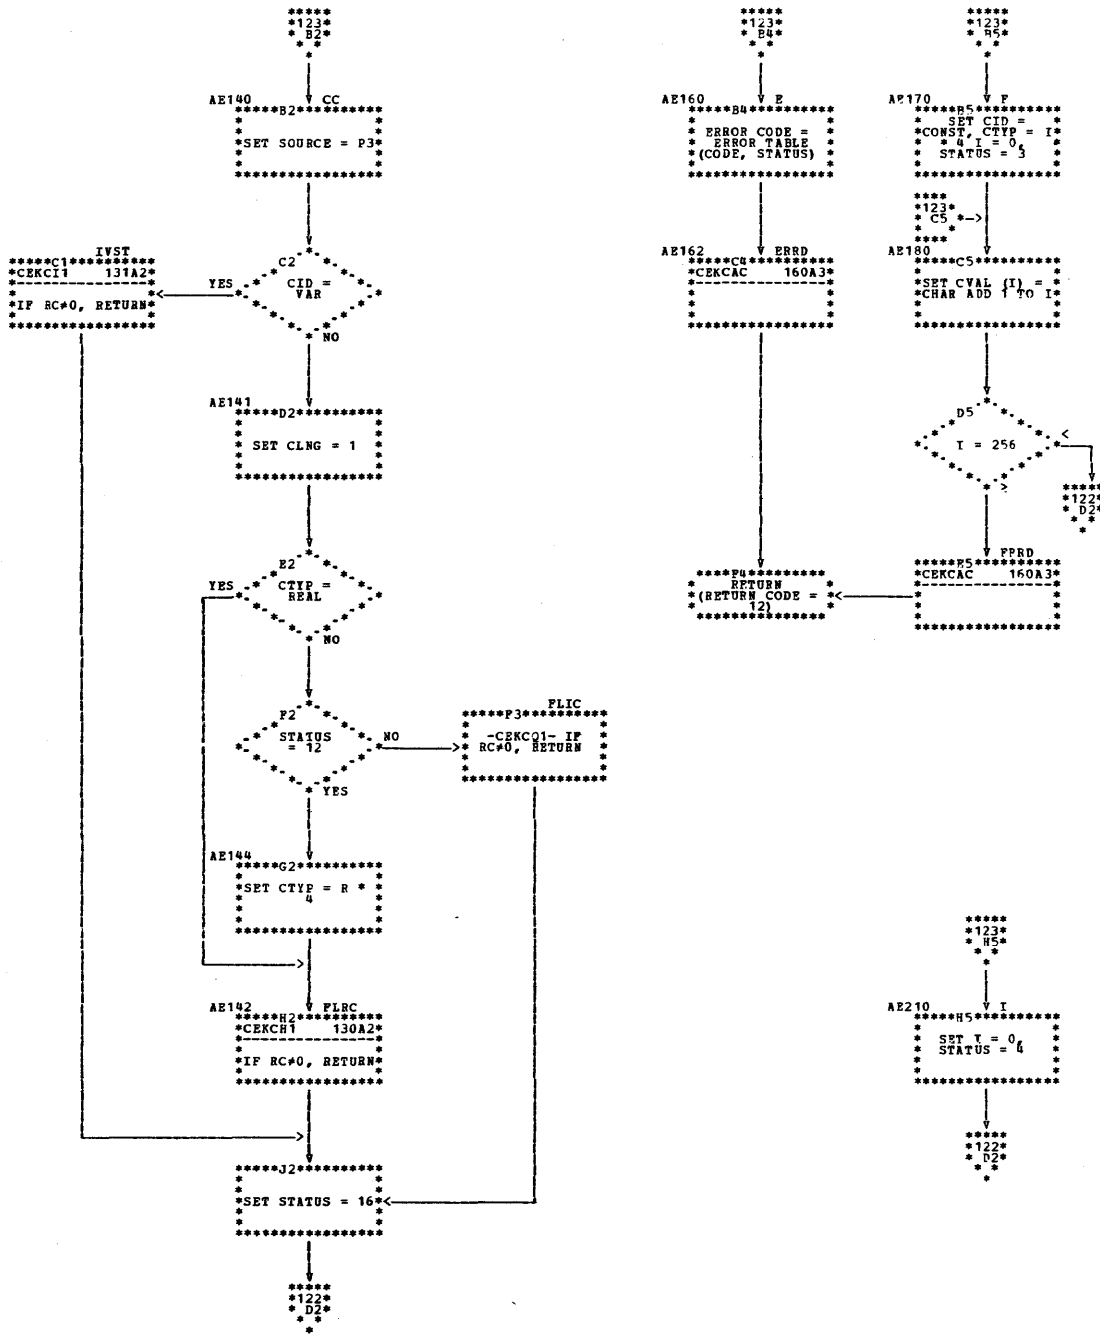 123
B2
AE140
CC
B2
SET SOURCE = P3
C2
CID =
VAR
YES
NO
IVST
C1
CEKCI1 131A2
IF RC≠0, RETURN
AE141
D2
SET CLNG = 1
E2
CTYP =
REAL
YES
NO
F2
STATUS
= 12
NO
YES
FLIC
F3
-CEKCQ1- IF
RC≠0, RETURN
AE144
G2
SET CTYP = R *
4
AE142
FLRC
H2
CEKCH1 130A2
IF RC≠0, RETURN
J2
SET STATUS = 16
122
D2
123
B4
AE160
E
B4
ERROR CODE =
ERROR TABLE
(CODE, STATUS)
AE162
ERRD
C4
CEKCAC 160A3
F4
RETURN
(RETURN CODE =
12)
123
B5
AE170
F
B5
SET CID =
CONST, CTYP = I
* 4 I = 0,
STATUS = 3
123
C5
AE180
C5
SET CVAL (I) =
CHAR ADD 1 TO I
D5
I = 256
<
>
122
D2
E5
CEKCAC 160A3
123
H5
AE210
I
H5
SET I = 0,
STATUS = 4
122
D2